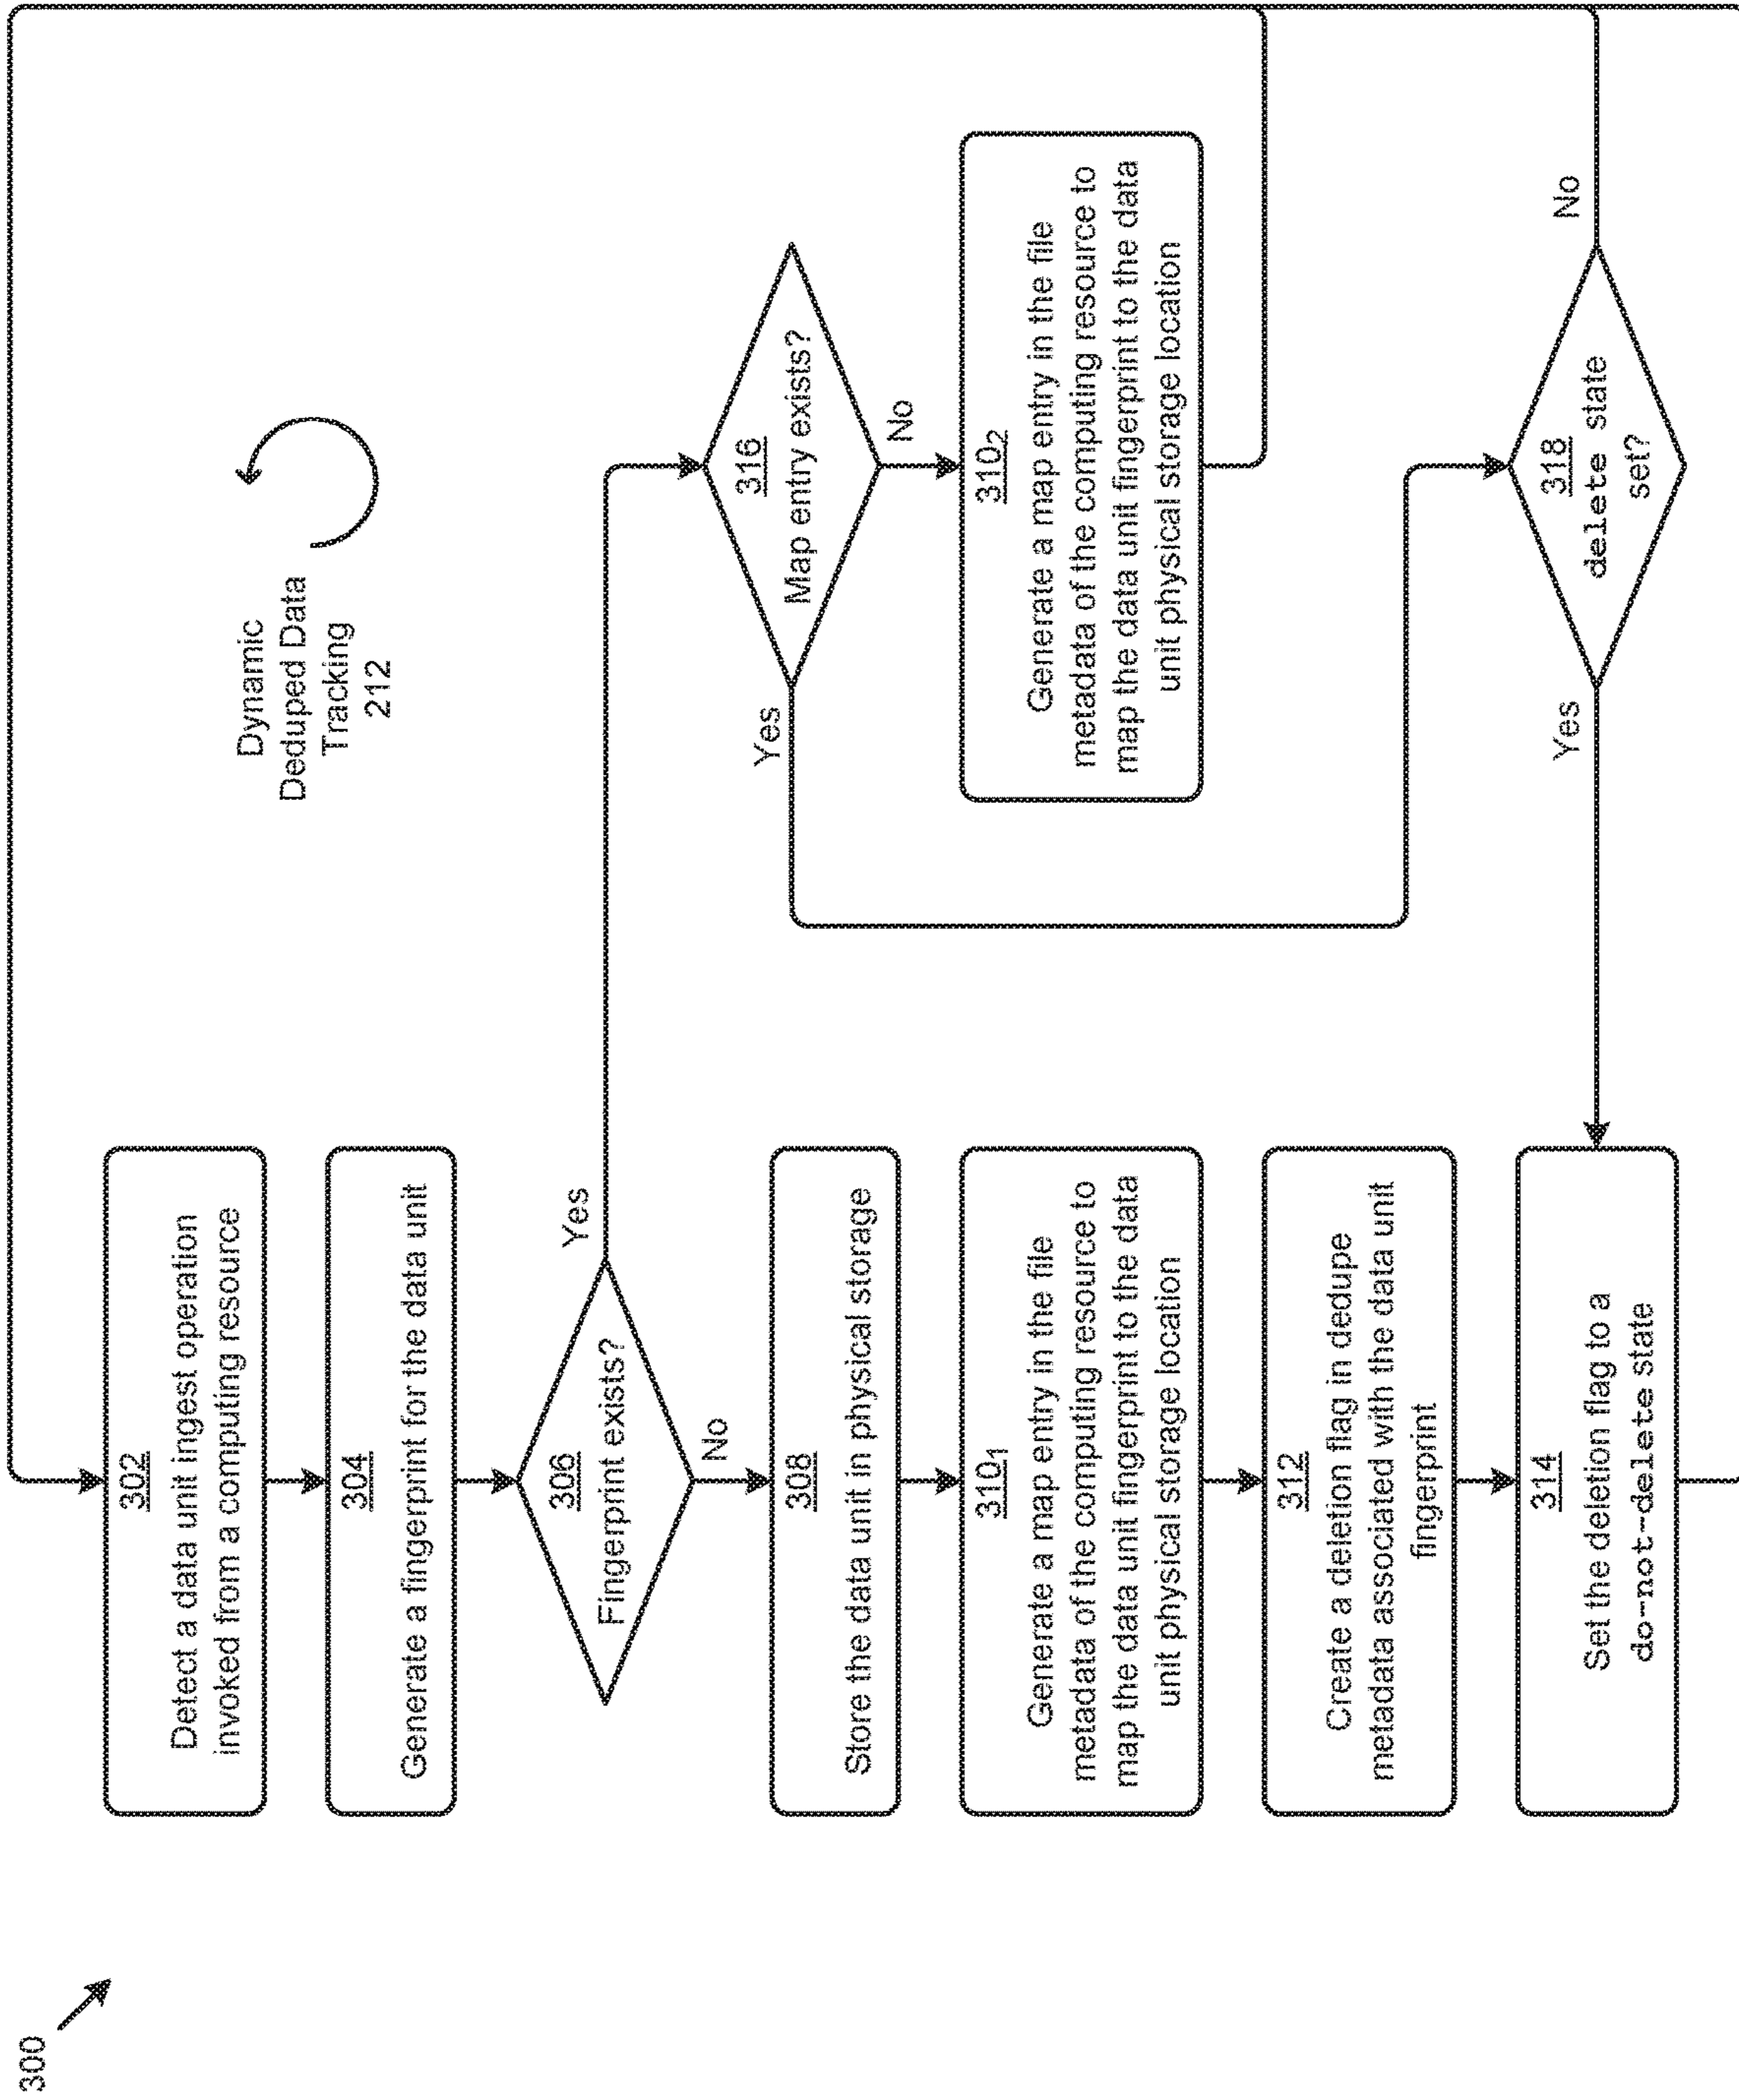 300
Dynamic
Deduped Data
Tracking
212
302
Detect a data unit ingest operation
invoked from a computing resource
304
Generate a fingerprint for the data unit
306
Fingerprint exists?
Yes
No
308
Store the data unit in physical storage
310₁
Generate a map entry in the file
metadata of the computing resource to
map the data unit fingerprint to the data
unit physical storage location
312
Create a deletion flag in dedupe
metadata associated with the data unit
fingerprint
314
Set the deletion flag to a
do-not-delete state
316
Map entry exists?
Yes
No
310₂
Generate a map entry in the file
metadata of the computing resource to
map the data unit fingerprint to the data
unit physical storage location
318
delete state
set?
Yes
No